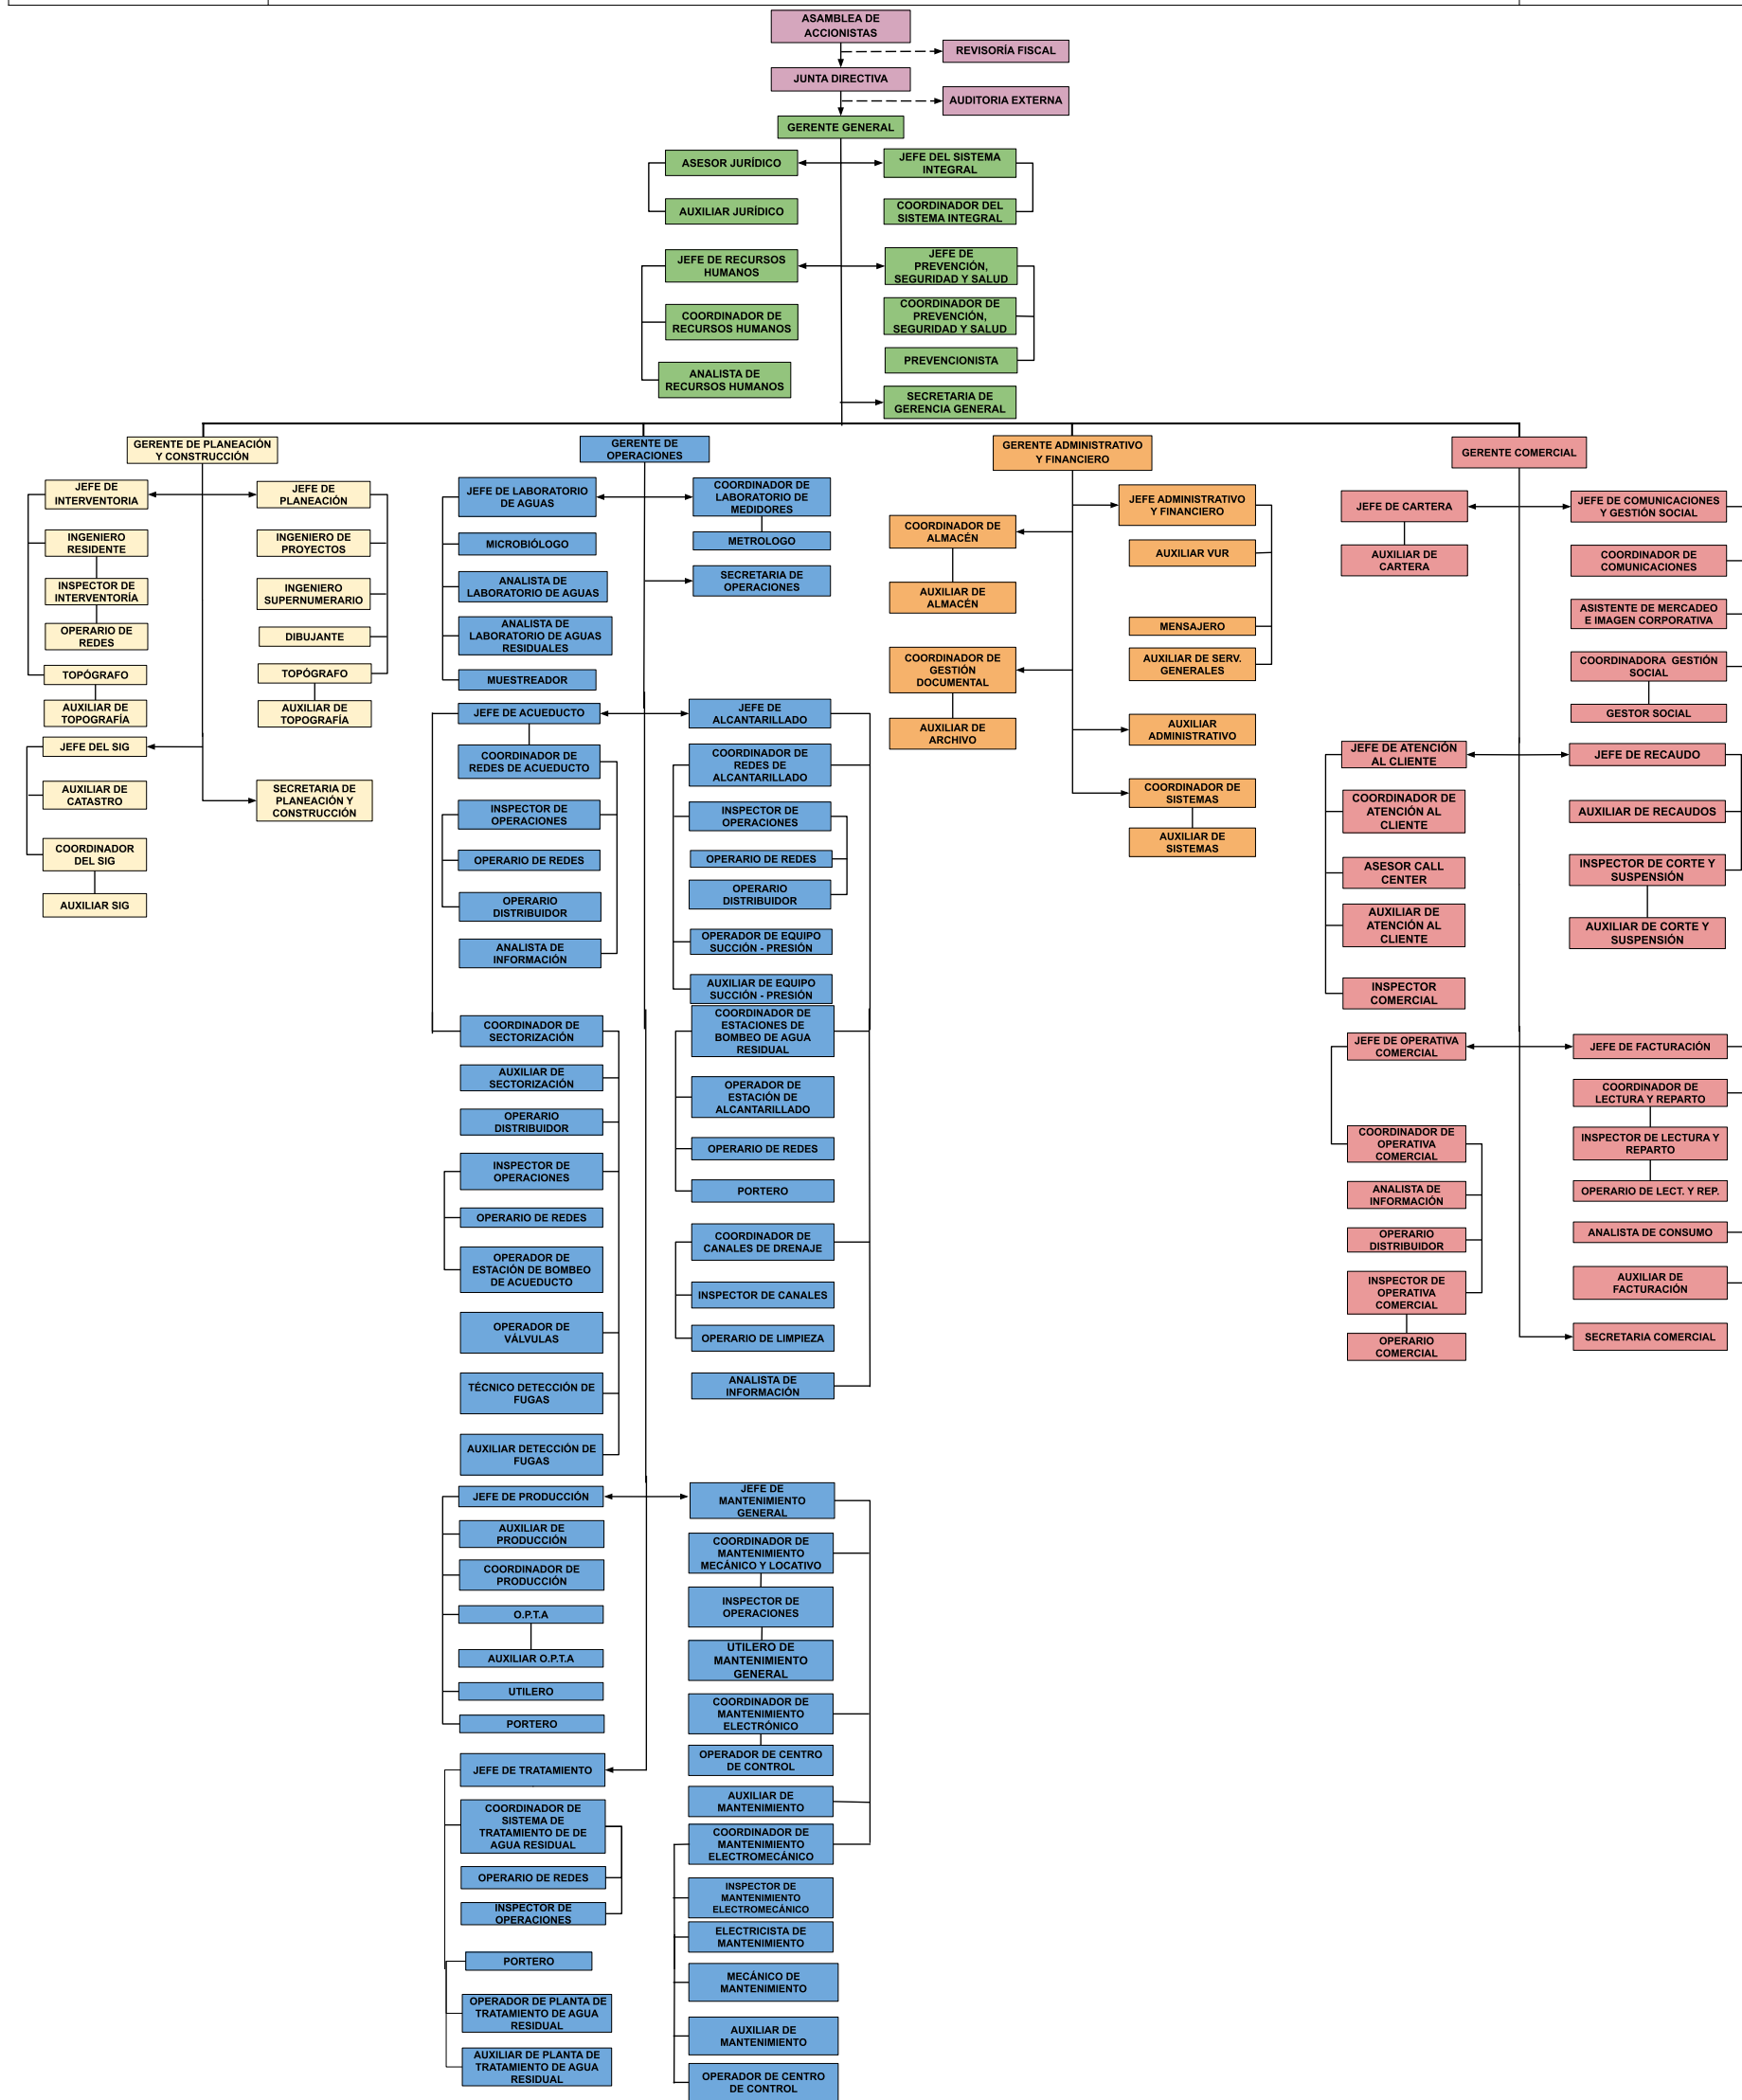 ASAMBLEA DE
ACCIONISTAS
REVISORÍA FISCAL
JUNTA DIRECTIVA
AUDITORIA EXTERNA
GERENTE GENERAL
ASESOR JURÍDICO
JEFE DEL SISTEMA
INTEGRAL
AUXILIAR JURÍDICO
COORDINADOR DEL
SISTEMA INTEGRAL
JEFE DE RECURSOS
HUMANOS
JEFE DE
PREVENCIÓN,
SEGURIDAD Y SALUD
COORDINADOR DE
RECURSOS HUMANOS
COORDINADOR DE
PREVENCIÓN,
SEGURIDAD Y SALUD
PREVENCIONISTA
ANALISTA DE
RECURSOS HUMANOS
SECRETARIA DE
GERENCIA GENERAL
GERENTE DE PLANEACIÓN
Y CONSTRUCCIÓN
JEFE DE
INTERVENTORIA
JEFE DE
PLANEACIÓN
INGENIERO
RESIDENTE
INGENIERO DE
PROYECTOS
INSPECTOR DE
INTERVENTORÍA
INGENIERO
SUPERNUMERARIO
OPERARIO DE
REDES
DIBUJANTE
TOPÓGRAFO
TOPÓGRAFO
AUXILIAR DE
TOPOGRAFÍA
AUXILIAR DE
TOPOGRAFÍA
JEFE DEL SIG
AUXILIAR DE
CATASTRO
SECRETARIA DE
PLANEACIÓN Y
CONSTRUCCIÓN
COORDINADOR
DEL SIG
AUXILIAR SIG
GERENTE DE
OPERACIONES
JEFE DE LABORATORIO
DE AGUAS
COORDINADOR DE
LABORATORIO DE
MEDIDORES
MICROBIÓLOGO
METROLOGO
ANALISTA DE
LABORATORIO DE AGUAS
SECRETARIA DE
OPERACIONES
ANALISTA DE
LABORATORIO DE AGUAS
RESIDUALES
MUESTREADOR
JEFE DE ACUEDUCTO
JEFE DE
ALCANTARILLADO
COORDINADOR DE
REDES DE ACUEDUCTO
COORDINADOR DE
REDES DE
ALCANTARILLADO
INSPECTOR DE
OPERACIONES
INSPECTOR DE
OPERACIONES
OPERARIO DE REDES
OPERARIO DE REDES
OPERARIO
DISTRIBUIDOR
OPERARIO
DISTRIBUIDOR
ANALISTA DE
INFORMACIÓN
OPERADOR DE EQUIPO
SUCCIÓN - PRESIÓN
AUXILIAR DE EQUIPO
SUCCIÓN - PRESIÓN
COORDINADOR DE
SECTORIZACIÓN
COORDINADOR DE
ESTACIONES DE
BOMBEO DE AGUA
RESIDUAL
AUXILIAR DE
SECTORIZACIÓN
OPERADOR DE
ESTACIÓN DE
ALCANTARILLADO
OPERARIO
DISTRIBUIDOR
OPERARIO DE REDES
INSPECTOR DE
OPERACIONES
PORTERO
OPERARIO DE REDES
COORDINADOR DE
CANALES DE DRENAJE
OPERADOR DE
ESTACIÓN DE BOMBEO
DE ACUEDUCTO
INSPECTOR DE CANALES
OPERADOR DE
VÁLVULAS
OPERARIO DE LIMPIEZA
TÉCNICO DETECCIÓN DE
FUGAS
ANALISTA DE
INFORMACIÓN
AUXILIAR DETECCIÓN DE
FUGAS
JEFE DE PRODUCCIÓN
JEFE DE
MANTENIMIENTO
GENERAL
AUXILIAR DE
PRODUCCIÓN
COORDINADOR DE
MANTENIMIENTO
MECÁNICO Y LOCATIVO
COORDINADOR DE
PRODUCCIÓN
INSPECTOR DE
OPERACIONES
O.P.T.A
AUXILIAR O.P.T.A
UTILERO DE
MANTENIMIENTO
GENERAL
UTILERO
COORDINADOR DE
MANTENIMIENTO
ELECTRÓNICO
PORTERO
OPERADOR DE CENTRO
DE CONTROL
JEFE DE TRATAMIENTO
AUXILIAR DE
MANTENIMIENTO
COORDINADOR DE
SISTEMA DE
TRATAMIENTO DE DE
AGUA RESIDUAL
COORDINADOR DE
MANTENIMIENTO
ELECTROMECÁNICO
OPERARIO DE REDES
INSPECTOR DE
MANTENIMIENTO
ELECTROMECÁNICO
INSPECTOR DE
OPERACIONES
ELECTRICISTA DE
MANTENIMIENTO
PORTERO
MECÁNICO DE
MANTENIMIENTO
OPERADOR DE PLANTA DE
TRATAMIENTO DE AGUA
RESIDUAL
AUXILIAR DE
MANTENIMIENTO
AUXILIAR DE PLANTA DE
TRATAMIENTO DE AGUA
RESIDUAL
OPERADOR DE CENTRO
DE CONTROL
GERENTE ADMINISTRATIVO
Y FINANCIERO
JEFE ADMINISTRATIVO
Y FINANCIERO
COORDINADOR DE
ALMACÉN
AUXILIAR VUR
AUXILIAR DE
ALMACÉN
MENSAJERO
COORDINADOR DE
GESTIÓN
DOCUMENTAL
AUXILIAR DE SERV.
GENERALES
AUXILIAR DE
ARCHIVO
AUXILIAR
ADMINISTRATIVO
COORDINADOR DE
SISTEMAS
AUXILIAR DE
SISTEMAS
GERENTE COMERCIAL
JEFE DE CARTERA
JEFE DE COMUNICACIONES
Y GESTIÓN SOCIAL
AUXILIAR DE
CARTERA
COORDINADOR DE
COMUNICACIONES
ASISTENTE DE MERCADEO
E IMAGEN CORPORATIVA
COORDINADORA GESTIÓN
SOCIAL
GESTOR SOCIAL
JEFE DE ATENCIÓN
AL CLIENTE
JEFE DE RECAUDO
COORDINADOR DE
ATENCIÓN AL
CLIENTE
AUXILIAR DE RECAUDOS
ASESOR CALL
CENTER
INSPECTOR DE CORTE Y
SUSPENSIÓN
AUXILIAR DE
ATENCIÓN AL
CLIENTE
AUXILIAR DE CORTE Y
SUSPENSIÓN
INSPECTOR
COMERCIAL
JEFE DE OPERATIVA
COMERCIAL
JEFE DE FACTURACIÓN
COORDINADOR DE
LECTURA Y REPARTO
COORDINADOR DE
OPERATIVA
COMERCIAL
INSPECTOR DE LECTURA Y
REPARTO
ANALISTA DE
INFORMACIÓN
OPERARIO DE LECT. Y REP.
OPERARIO
DISTRIBUIDOR
ANALISTA DE CONSUMO
INSPECTOR DE
OPERATIVA
COMERCIAL
AUXILIAR DE
FACTURACIÓN
OPERARIO
COMERCIAL
SECRETARIA COMERCIAL